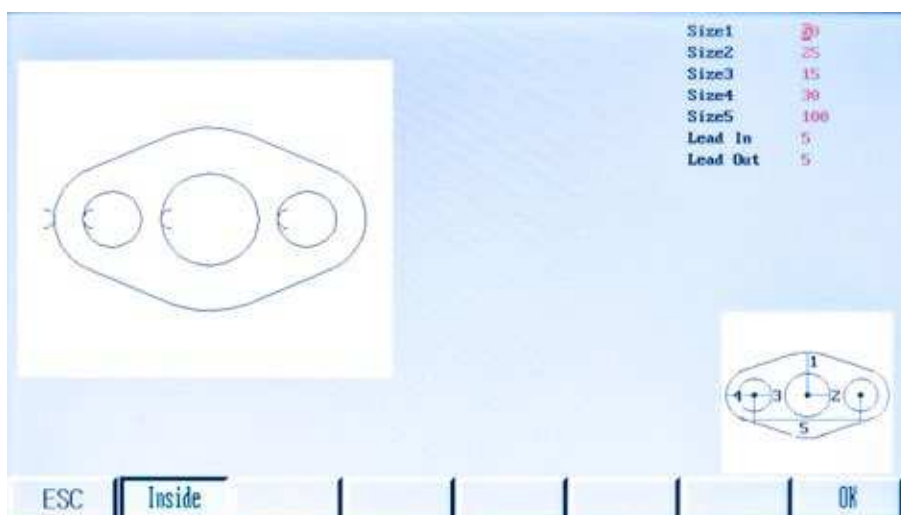 Size1
Size2 25
Size3 15
Size4 30
Size5 100
Lead In 5
Lead Out 5
1
4 3 2
5
ESC Inside OK